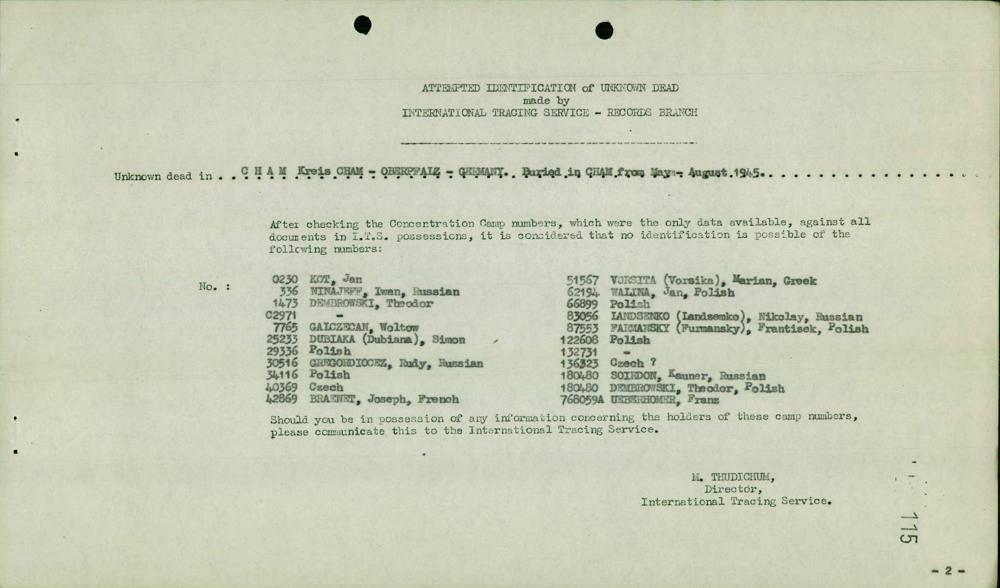 ATTEMPTED IDENTIFICATION of UNKNOWN DEAD
made by
INTERNATIONAL TRACING SERVICE - RECORDS BRANCH
Unknown dead in . . C H A M Kreis CHAM - OBERPFALZ - GERMANY. Buried in CHAM from May - August 1945.
After checking the Concentration Camp numbers, which were the only data available, against all
documents in I.T.S. possessions, it is considered that no identification is possible of the
following numbers:
No. :
0230 KOT, Jan
336 NINAJEFF, Iwan, Russian
1473 DEMBROWSKI, Theodor
C2971 -
7765 GALCZECAN, Woltow
25233 DUBIAKA (Dubiana), Simon
29336 Polish
30516 GREGORDIOCEZ, Rudy, Russian
34116 Polish
40369 Czech
42869 BRAENET, Joseph, French
51567 VORSITA (Vorsika), Marian, Greek
62194 WALINA, Jan, Polish
66899 Polish
83056 LANDSENKO (Landsemko), Nikolay, Russian
87553 FAIMANSKY (Furmansky), Frantisek, Polish
122608 Polish
132731 -
136323 Czech ?
180480 SOIKDON, Kauner, Russian
180480 DEMBROWSKI, Theodor, Polish
768059A UEBERHOMER, Franz
Should you be in possession of any information concerning the holders of these camp numbers,
please communicate this to the International Tracing Service.
M. THUDICHUM,
Director,
International Tracing Service.
115
- 2 -